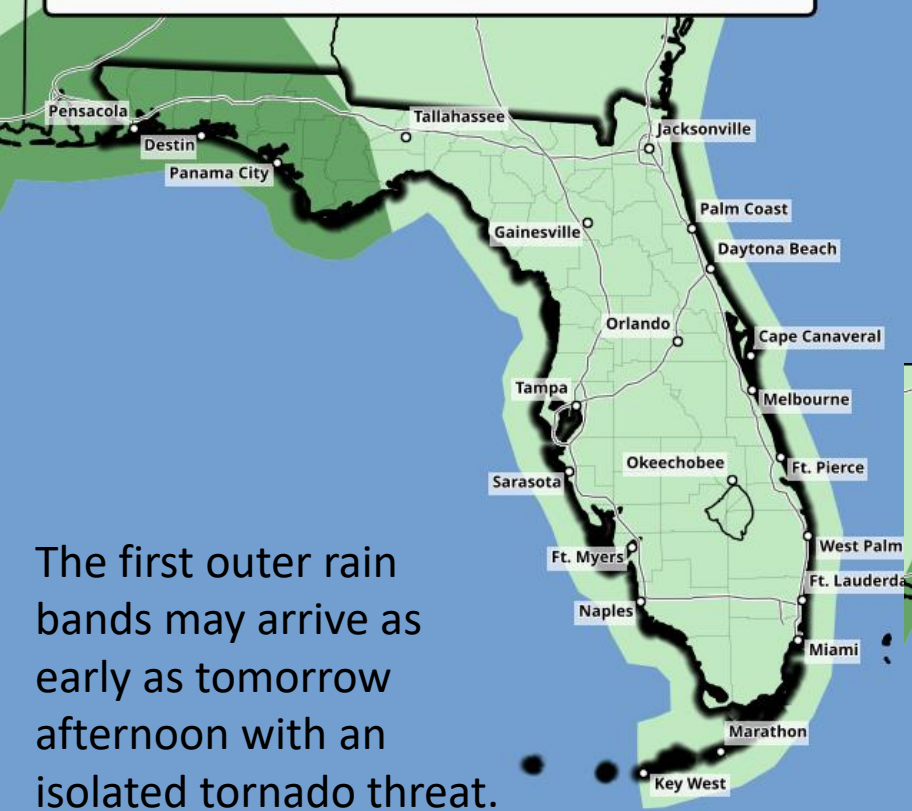 Pensacola
Tallahassee
Destin
Jacksonville
Panama City
Palm Coast
Gainesville
Daytona Beach
Orlando
Cape Canaveral
Tampa
Melbourne
Okeechobee
Ft. Pierce
Sarasota
West Palm
Ft. Myers
Ft. Lauderda
Naples
Miami
Marathon
Key West
The first outer rain
bands may arrive as
early as tomorrow
afternoon with an
isolated tornado threat.